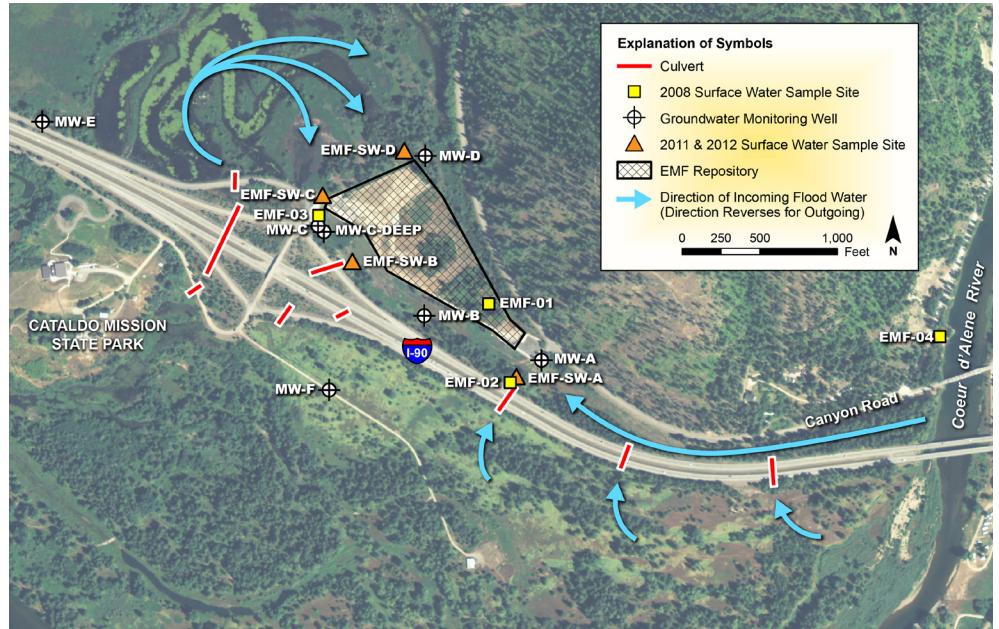 Explanation of Symbols
Culvert
2008 Surface Water Sample Site
Groundwater Monitoring Well
2011 & 2012 Surface Water Sample Site
EMF Repository
Direction of Incoming Flood Water
(Direction Reverses for Outgoing)
0 250 500 1,000
Feet
N
MW-E
EMF-SW-D
MW-D
EMF-SW-C
EMF-03
MW-C
MW-C-DEEP
EMF-SW-B
EMF-01
MW-B
CATALDO MISSION
STATE PARK
I-90
MW-A
EMF-04
EMF-02
EMF-SW-A
MW-F
Canyon Road
Coeur d'Alene River